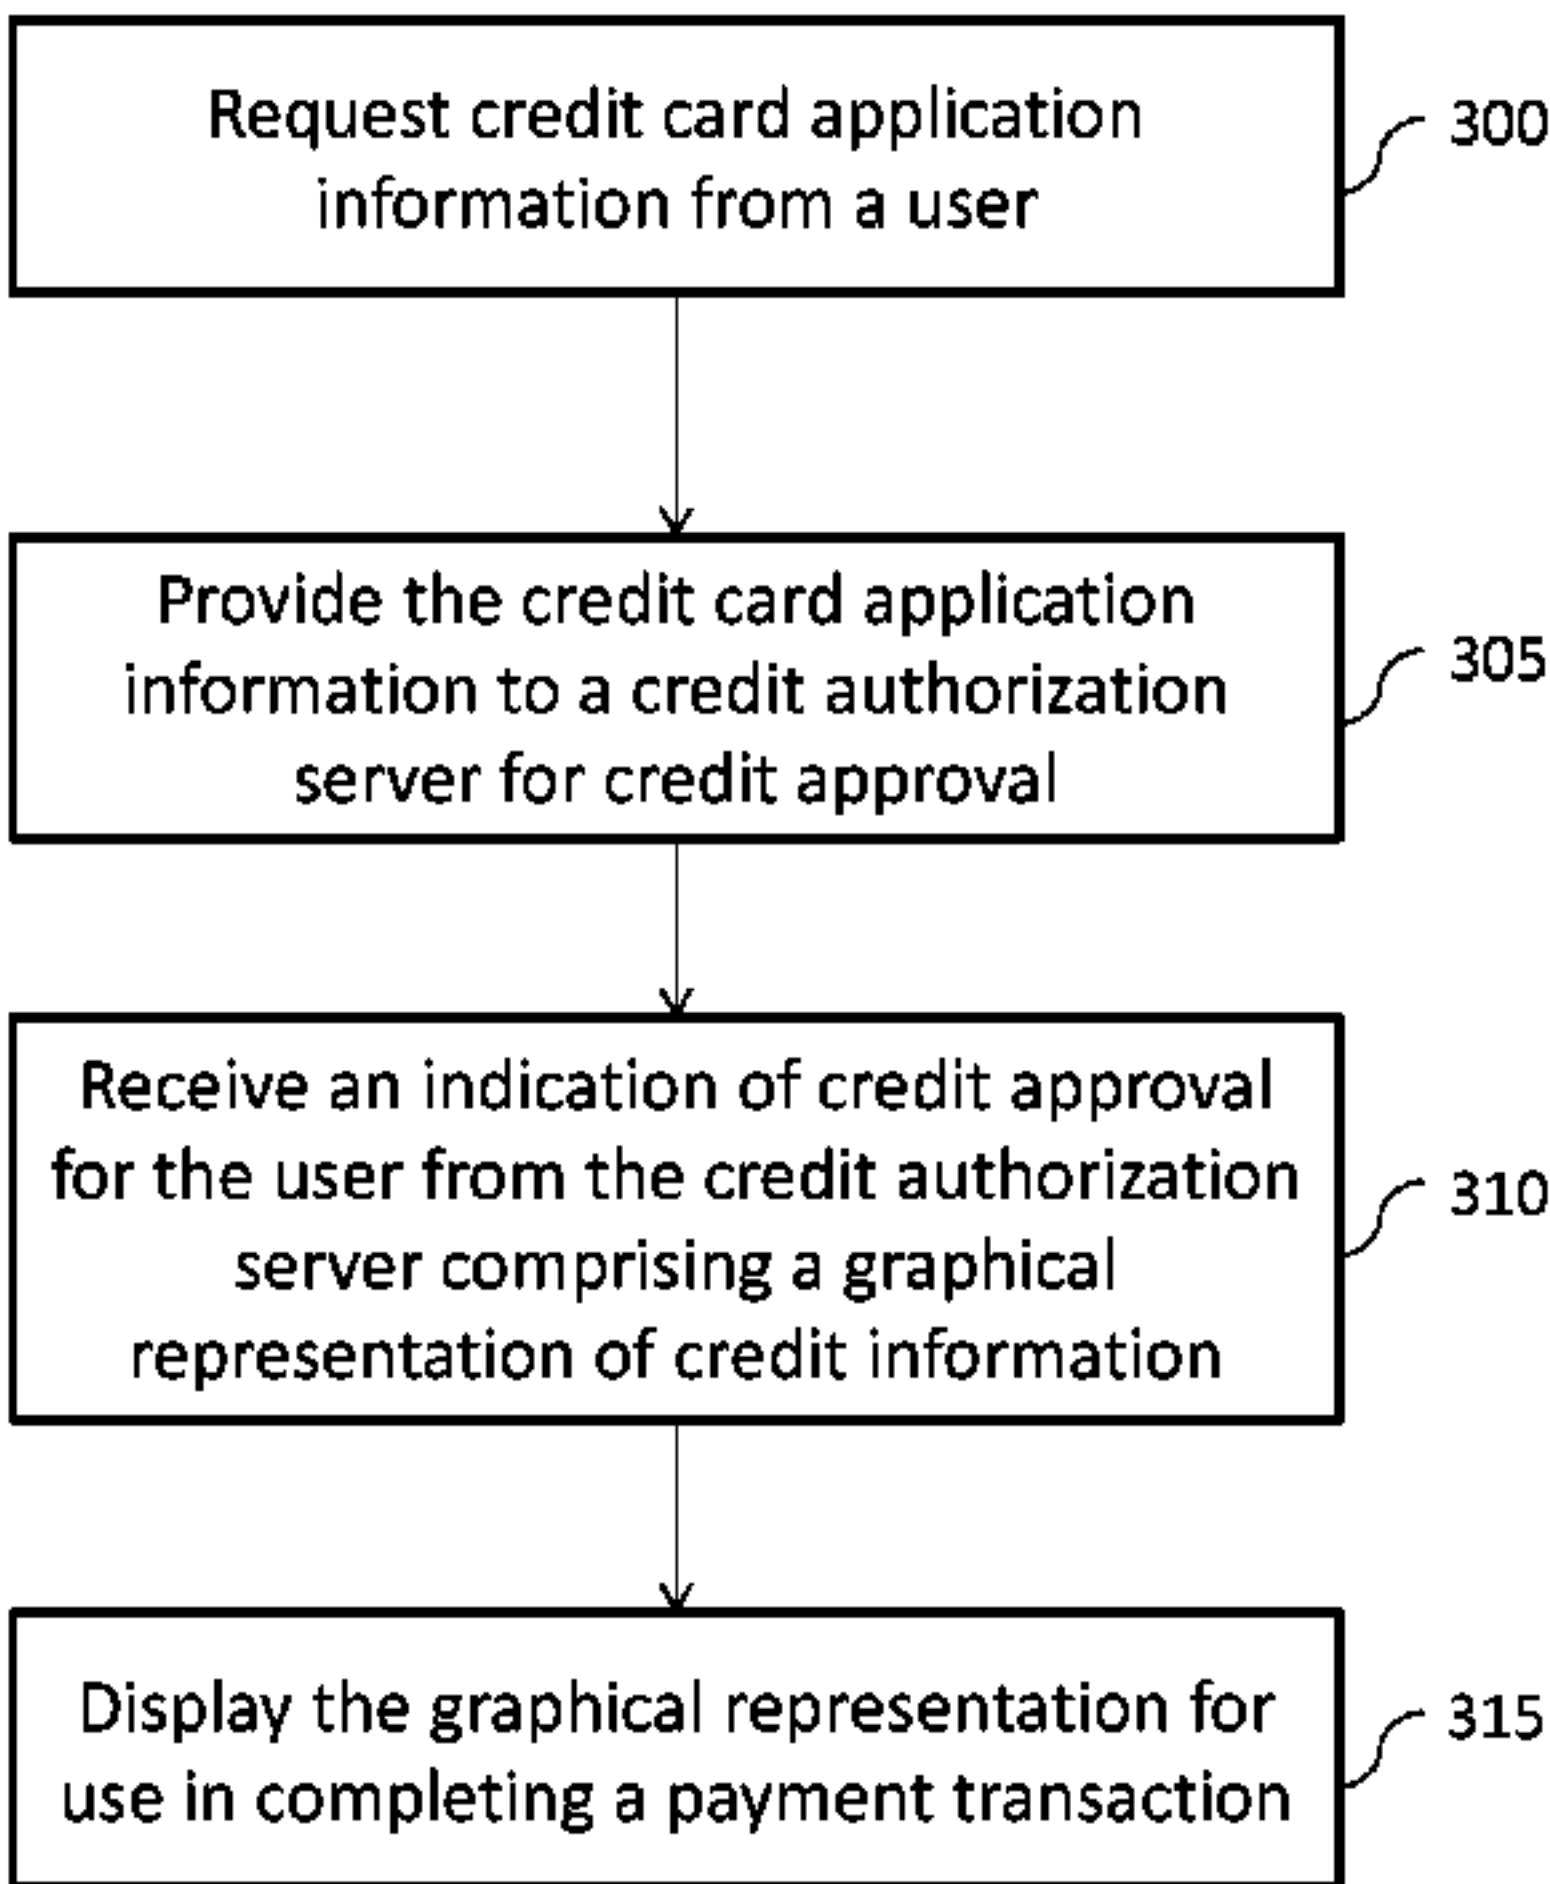 Request credit card application
information from a user
300
Provide the credit card application
information to a credit authorization
server for credit approval
305
Receive an indication of credit approval
for the user from the credit authorization
server comprising a graphical
representation of credit information
310
Display the graphical representation for
use in completing a payment transaction
315